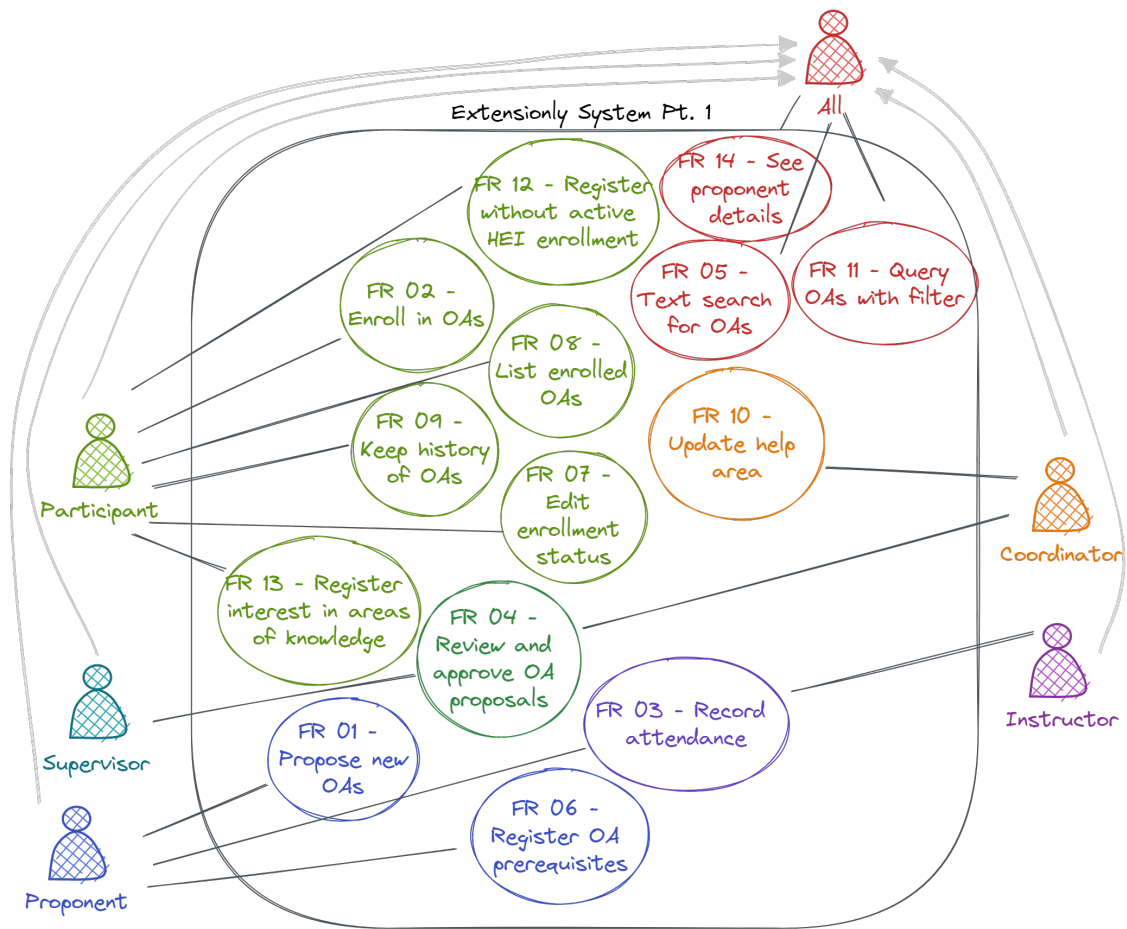 All
Extensionly System Pt. 1
FR 14 - See
proponent
details
FR 12 - Register
without active
HEI enrollment
FR 05 -
Text search
for OAs
FR 11 - Query
OAs with filter
FR 02 -
Enroll in OAs
FR 08 -
List enrolled
OAs
FR 09 -
Keep history
of OAs
FR 10 -
Update help
area
FR 07 -
Edit
enrollment
status
Participant
Coordinator
FR 13 - Register
interest in areas
of knowledge
FR 04 -
Review and
approve OA
proposals
FR 03 - Record
attendance
Instructor
Supervisor
FR 01 -
Propose new
OAs
FR 06 -
Register OA
prerequisites
Proponent